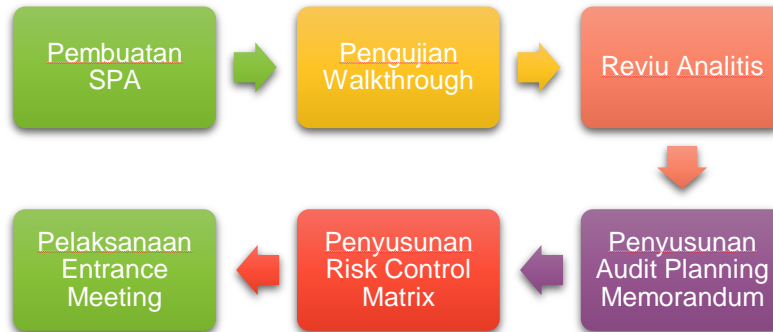 Pembuatan
SPA
Pengujian
Walkthrough
Reviu Analitis
Penyusunan
Audit Planning
Memorandum
Penyusunan
Risk Control
Matrix
Pelaksanaan
Entrance
Meeting